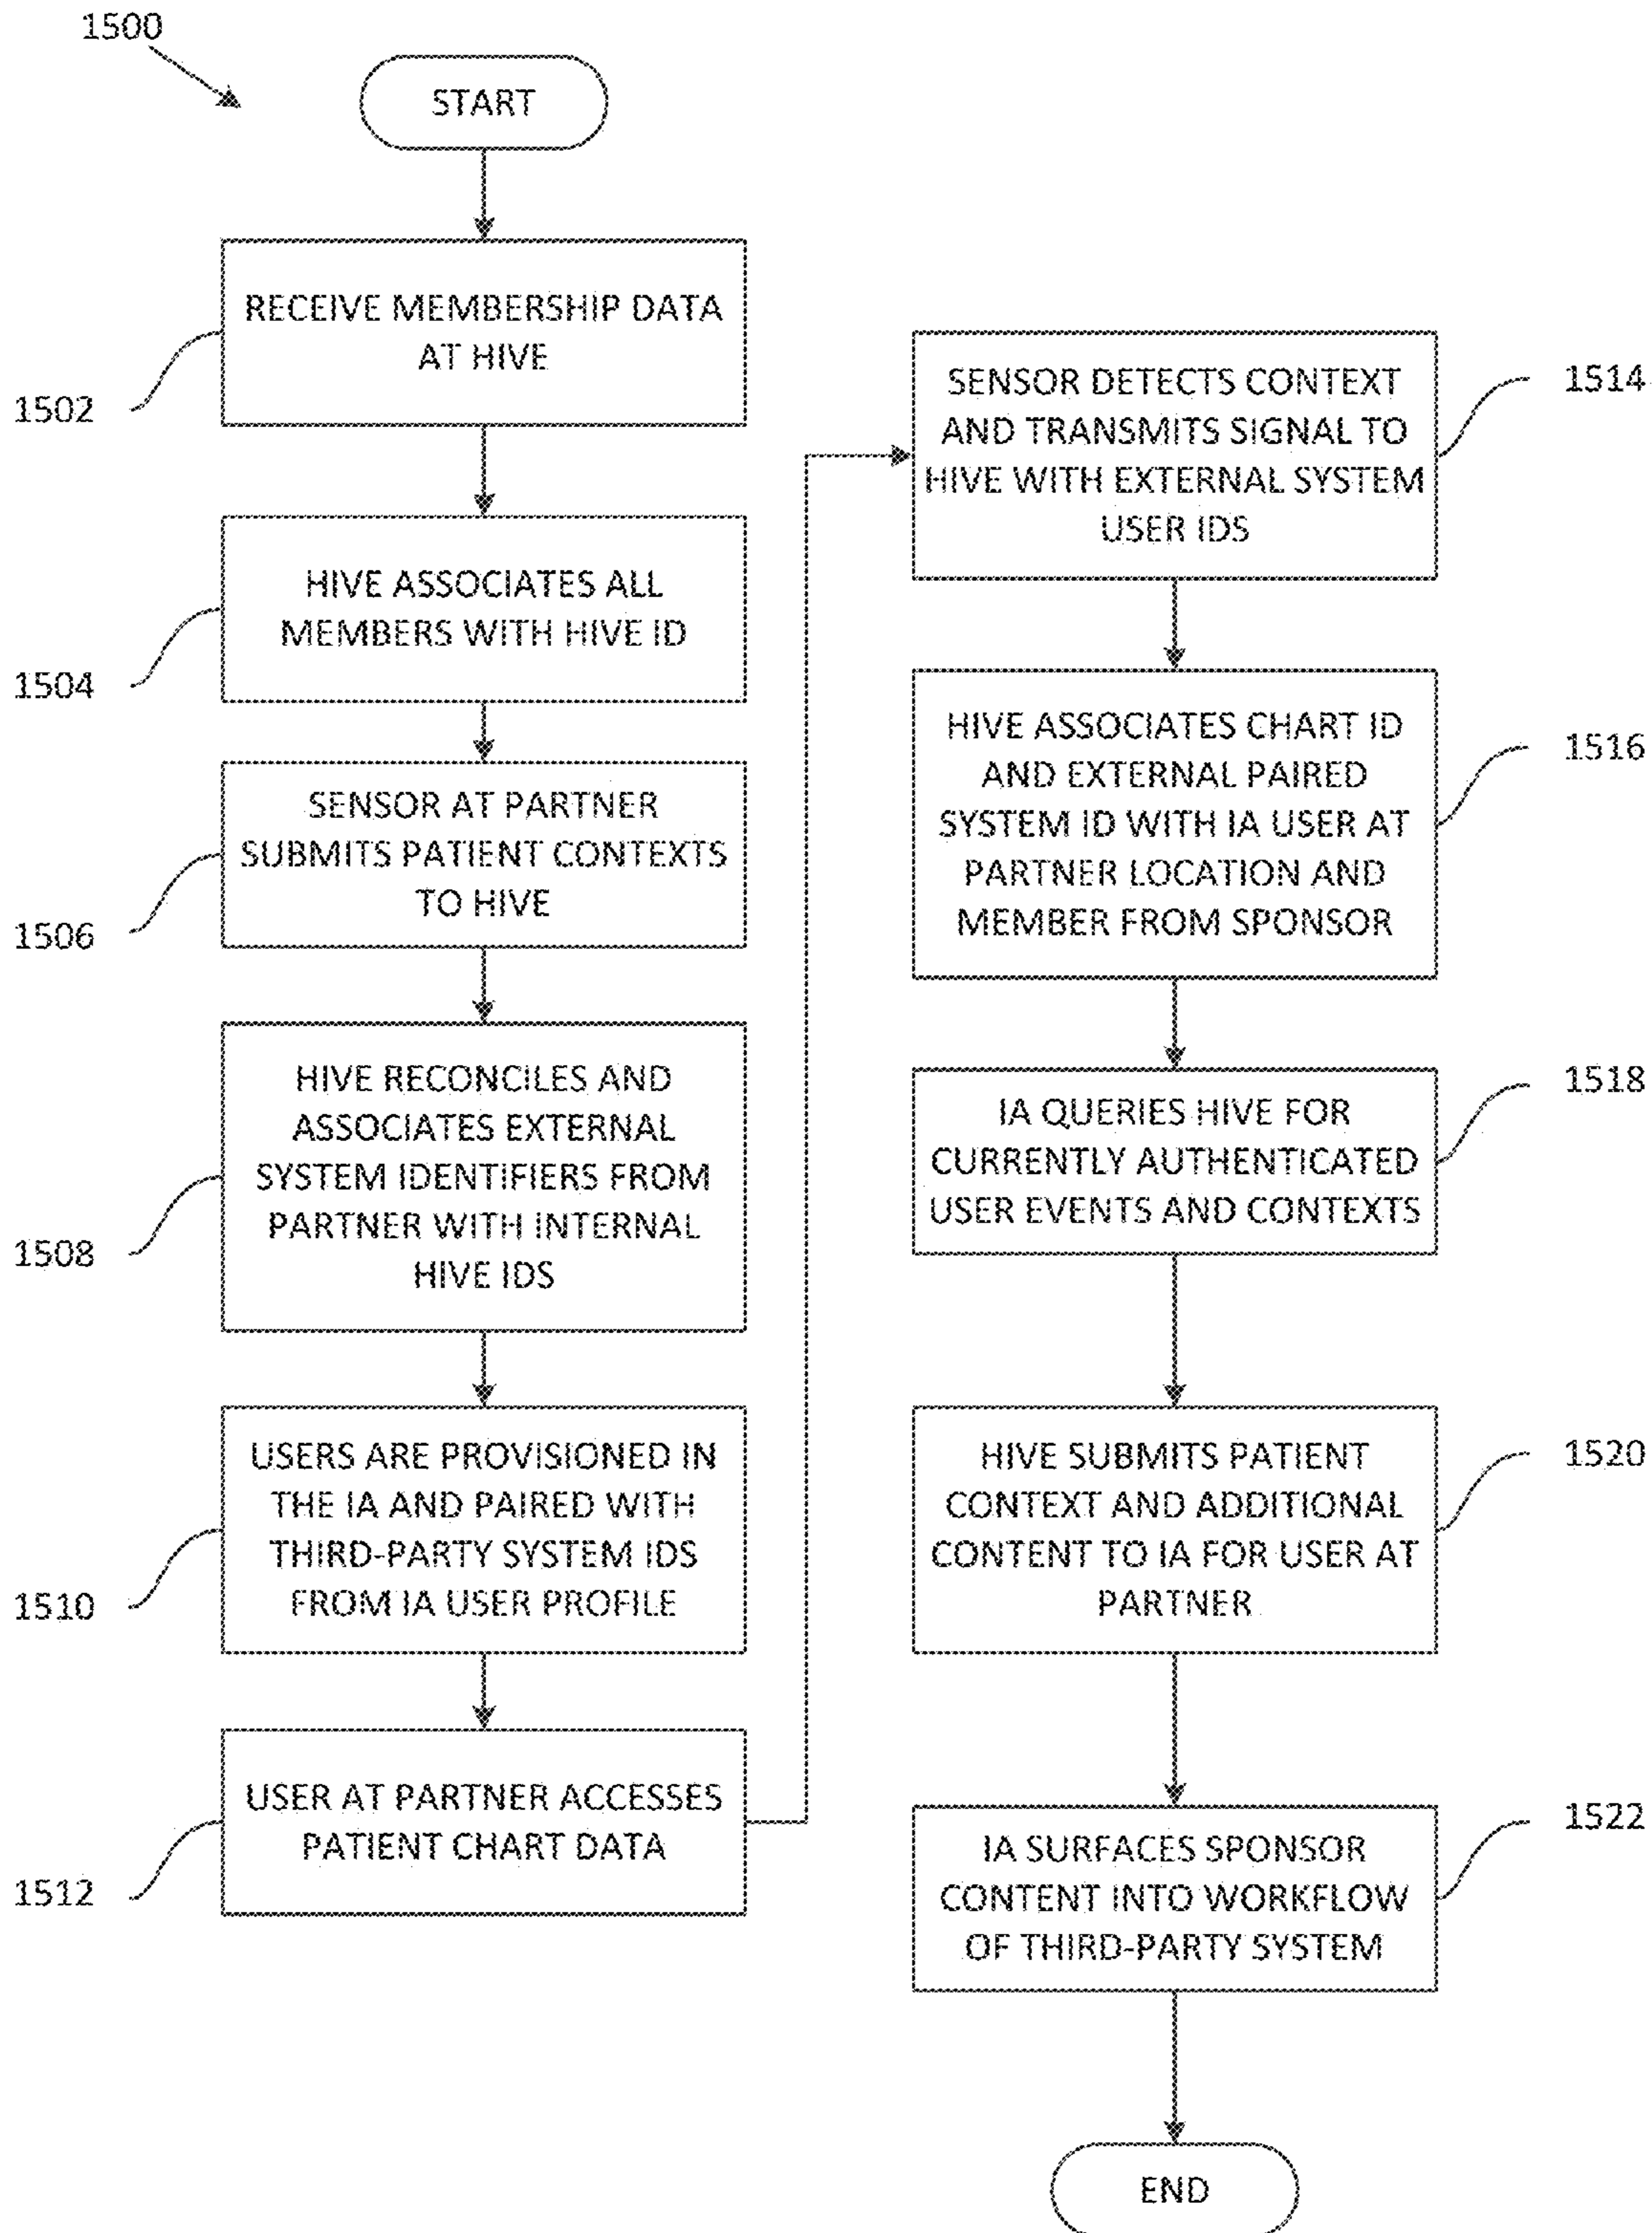 1500
START
RECEIVE MEMBERSHIP DATA
AT HIVE
1502
HIVE ASSOCIATES ALL
MEMBERS WITH HIVE ID
1504
SENSOR AT PARTNER
SUBMITS PATIENT CONTEXTS
TO HIVE
1506
HIVE RECONCILES AND
ASSOCIATES EXTERNAL
SYSTEM IDENTIFIERS FROM
PARTNER WITH INTERNAL
HIVE IDS
1508
USERS ARE PROVISIONED IN
THE IA AND PAIRED WITH
THIRD-PARTY SYSTEM IDS
FROM IA USER PROFILE
1510
USER AT PARTNER ACCESSES
PATIENT CHART DATA
1512
SENSOR DETECTS CONTEXT
AND TRANSMITS SIGNAL TO
HIVE WITH EXTERNAL SYSTEM
USER IDS
1514
HIVE ASSOCIATES CHART ID
AND EXTERNAL PAIRED
SYSTEM ID WITH IA USER AT
PARTNER LOCATION AND
MEMBER FROM SPONSOR
1516
IA QUERIES HIVE FOR
CURRENTLY AUTHENTICATED
USER EVENTS AND CONTEXTS
1518
HIVE SUBMITS PATIENT
CONTEXT AND ADDITIONAL
CONTENT TO IA FOR USER AT
PARTNER
1520
IA SURFACES SPONSOR
CONTENT INTO WORKFLOW
OF THIRD-PARTY SYSTEM
1522
END